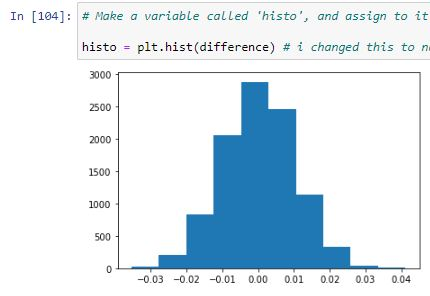 In [104]: # Make a variable called 'histo', and assign to it
histo = plt.hist(difference) # i changed this to
3000
2500
2000
1500
1000
500
0
−0.03 −0.02 −0.01 0.00 0.01 0.02 0.03 0.04